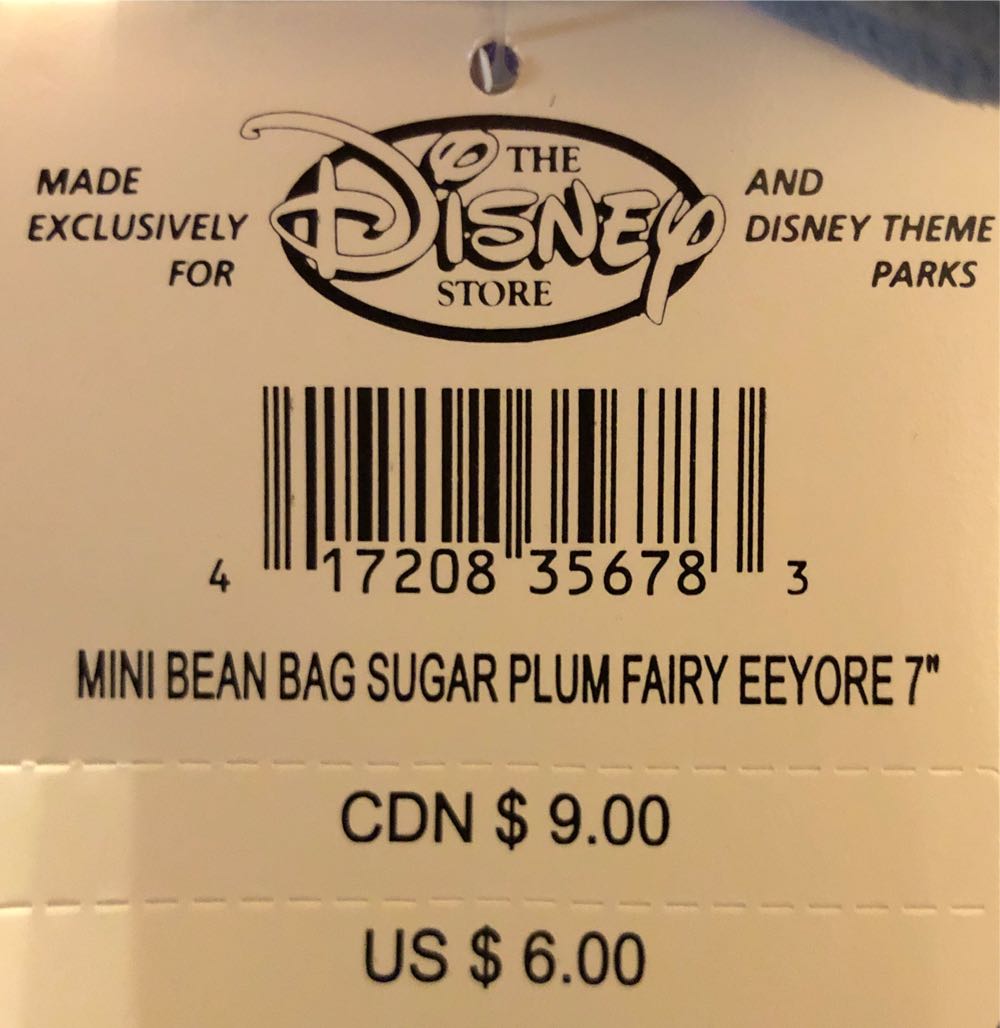 MADE
EXCLUSIVELY
FOR
THE
DISNEY
STORE
AND
DISNEY THEME
PARKS
4 17208 35678 3
MINI BEAN BAG SUGAR PLUM FAIRY EEYORE 7"
CDN $ 9.00
US $ 6.00